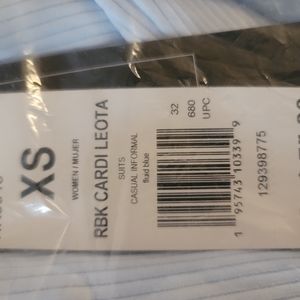 XS
WOMEN / MUJER
RBK CARDI LEOTA
SUITS
CASUAL INFORMAL
fluid blue
32
680
UPC
1 95743 10339 9
129398775